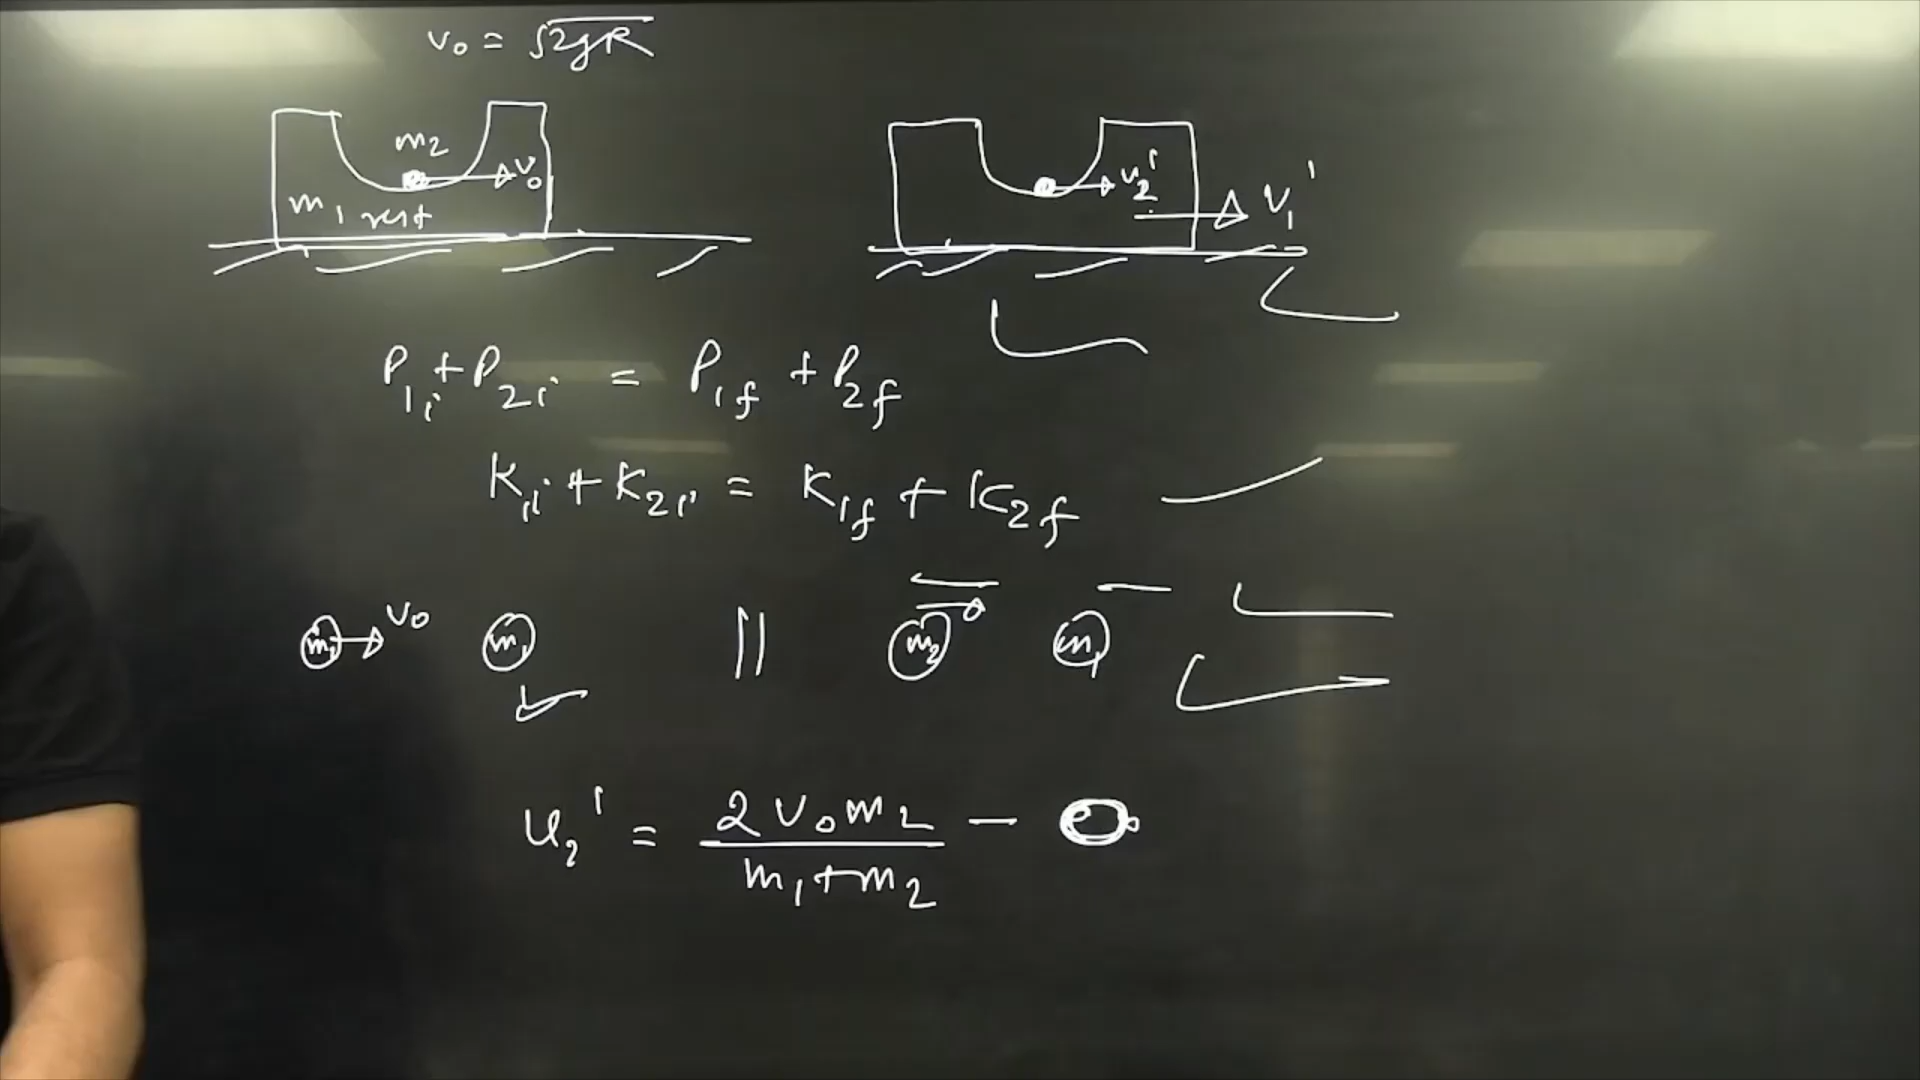 v₀ = √2gR
m₂
v₀
m₁ rest
v₂'
v₁'
P₁ᵢ + P₂ᵢ = P₁f + P₂f
K₁ᵢ + K₂ᵢ = K₁f + K₂f
v₀
m₁ m₂ m₁
u₂' = 2v₀m₂ / m₁+m₂ − 0